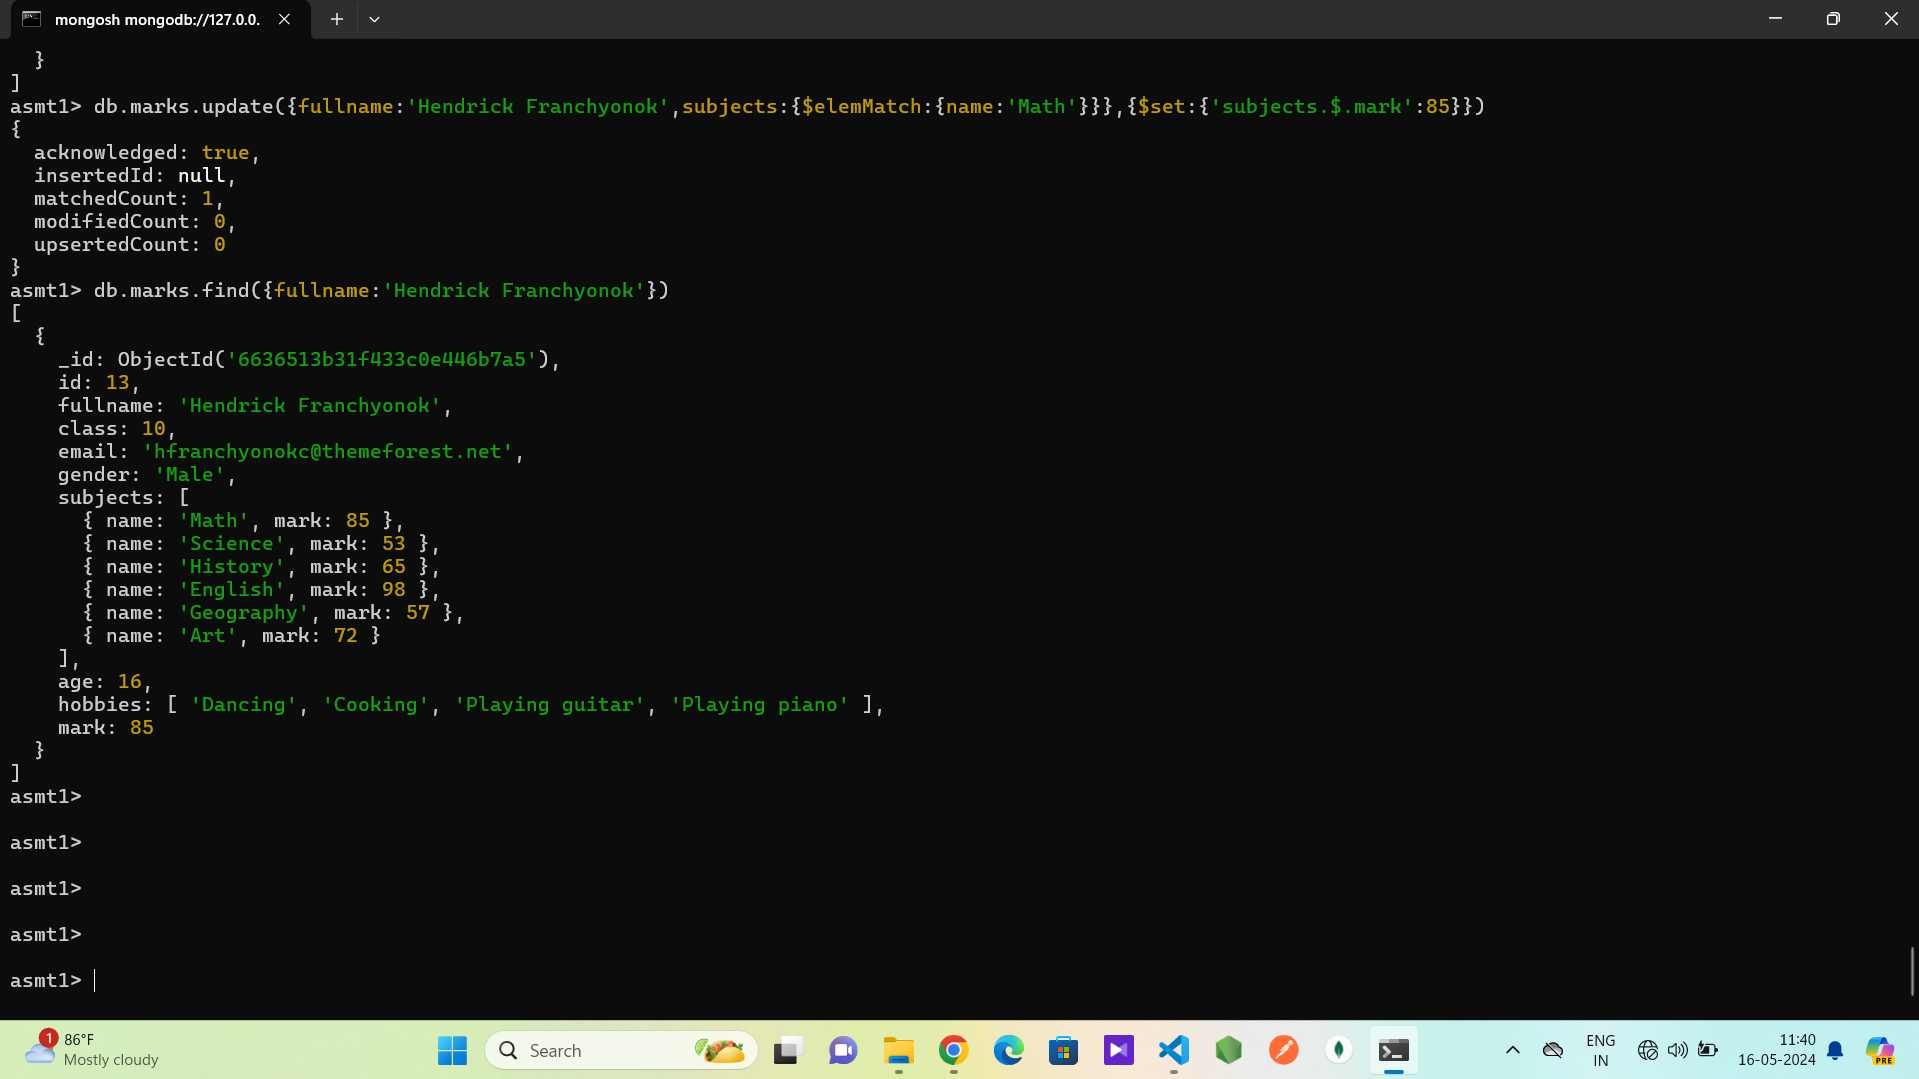 mongosh mongodb://127.0.0.
  }
]
asmt1> db.marks.update({fullname:'Hendrick Franchyonok',subjects:{$elemMatch:{name:'Math'}}},{$set:{'subjects.$.mark':85}})
{
  acknowledged: true,
  insertedId: null,
  matchedCount: 1,
  modifiedCount: 0,
  upsertedCount: 0
}
asmt1> db.marks.find({fullname:'Hendrick Franchyonok'})
[
  {
    _id: ObjectId('6636513b31f433c0e446b7a5'),
    id: 13,
    fullname: 'Hendrick Franchyonok',
    class: 10,
    email: 'hfranchyonokc@themeforest.net',
    gender: 'Male',
    subjects: [
      { name: 'Math', mark: 85 },
      { name: 'Science', mark: 53 },
      { name: 'History', mark: 65 },
      { name: 'English', mark: 98 },
      { name: 'Geography', mark: 57 },
      { name: 'Art', mark: 72 }
    ],
    age: 16,
    hobbies: [ 'Dancing', 'Cooking', 'Playing guitar', 'Playing piano' ],
    mark: 85
  }
]
asmt1>
asmt1>
asmt1>
asmt1>
asmt1>
1
86°F
Mostly cloudy
Search
ENG
IN
11:40
16-05-2024
PRE